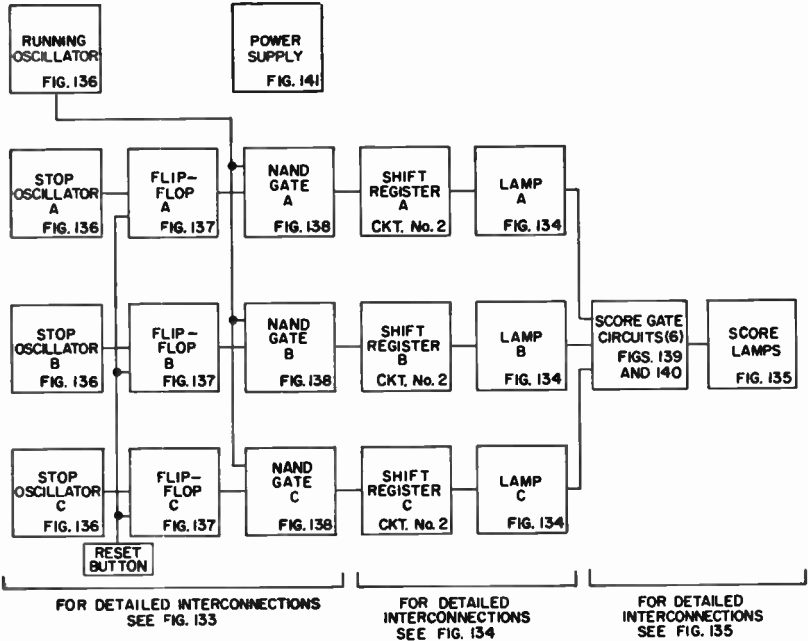 RUNNING
OSCILLATOR
FIG. 136
POWER
SUPPLY
FIG. 141
STOP
OSCILLATOR
A
FIG. 136
FLIP-
FLOP
A
FIG. 137
NAND
GATE
A
FIG. 138
SHIFT
REGISTER
A
CKT. No. 2
LAMP
A
FIG. 134
STOP
OSCILLATOR
B
FIG. 136
FLIP-
FLOP
B
FIG. 137
NAND
GATE
B
FIG. 138
SHIFT
REGISTER
B
CKT. No. 2
LAMP
B
FIG. 134
SCORE GATE
CIRCUITS (6)
FIGS. 139
AND 140
SCORE
LAMPS
FIG. 135
STOP
OSCILLATOR
C
FIG. 136
FLIP-
FLOP
C
FIG. 137
NAND
GATE
C
FIG. 138
SHIFT
REGISTER
C
CKT. No. 2
LAMP
C
FIG. 134
RESET
BUTTON
FOR DETAILED INTERCONNECTIONS
SEE FIG. 133
FOR DETAILED
INTERCONNECTIONS
SEE FIG. 134
FOR DETAILED
INTERCONNECTIONS
SEE FIG. 135